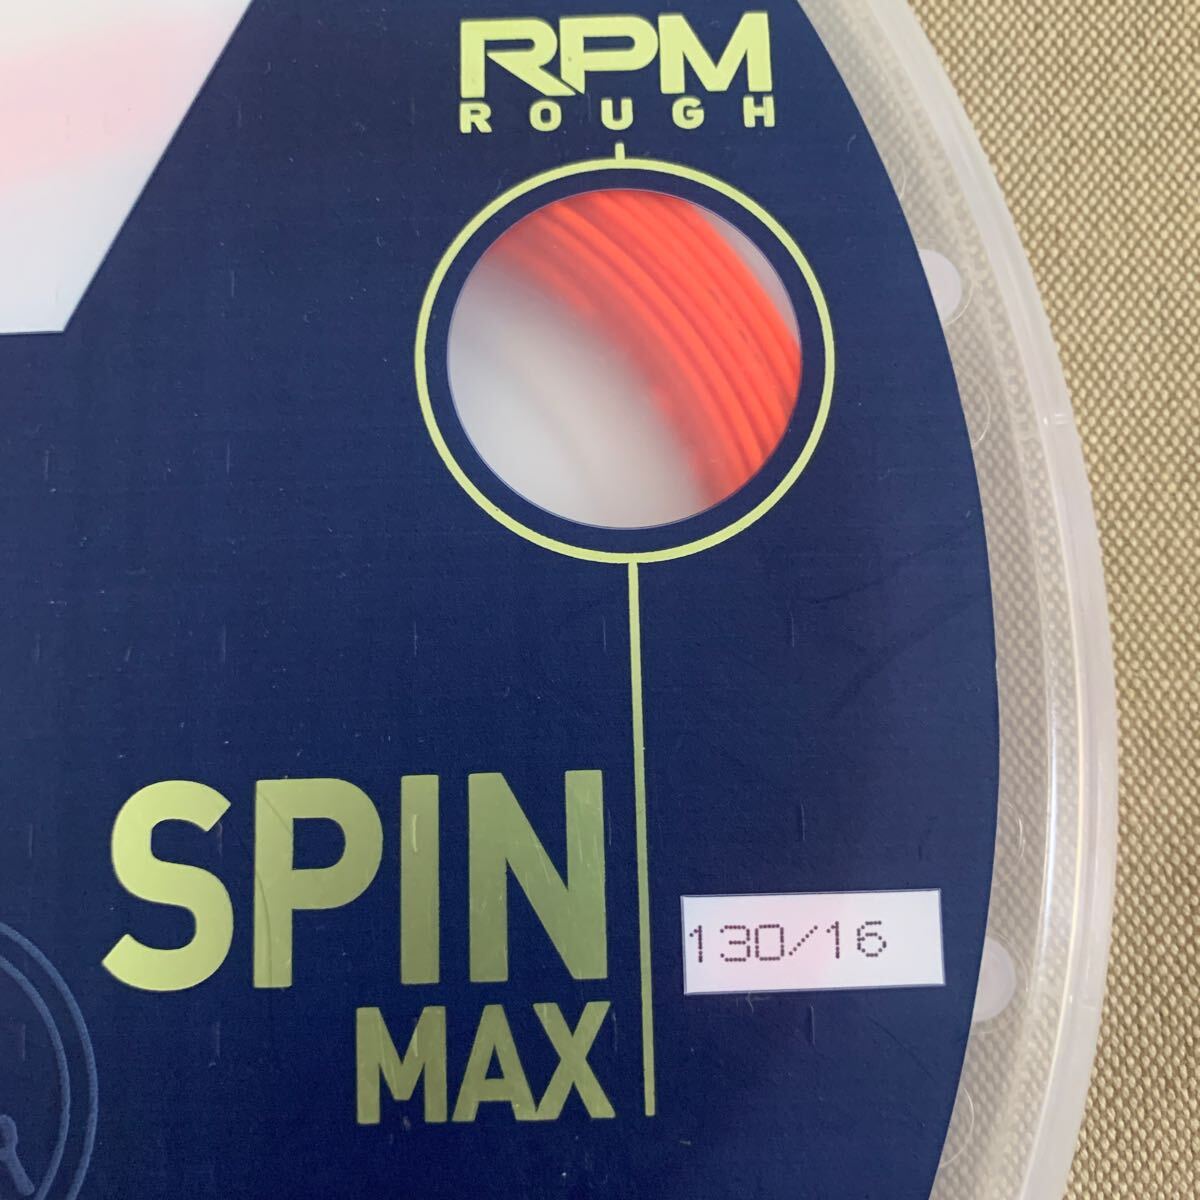 RPM
ROUGH
SPIN
MAX
130/16